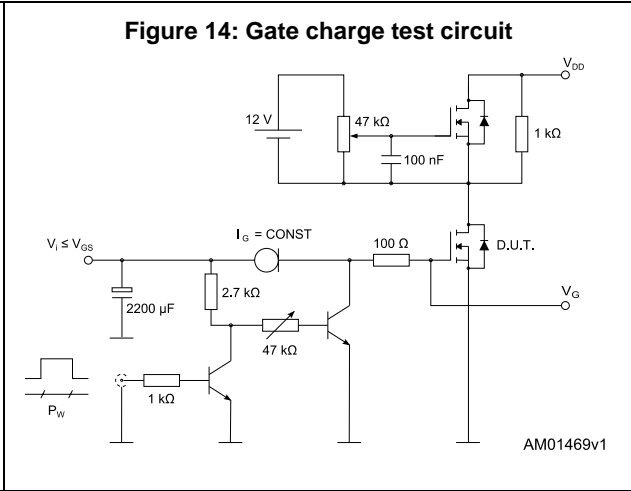 Figure 14: Gate charge test circuit
V_DD
12 V
47 kΩ
1 kΩ
100 nF
V_i ≤ V_GS
I_G = CONST
100 Ω
D.U.T.
2.7 kΩ
V_G
2200 μF
47 kΩ
1 kΩ
P_W
AM01469v1